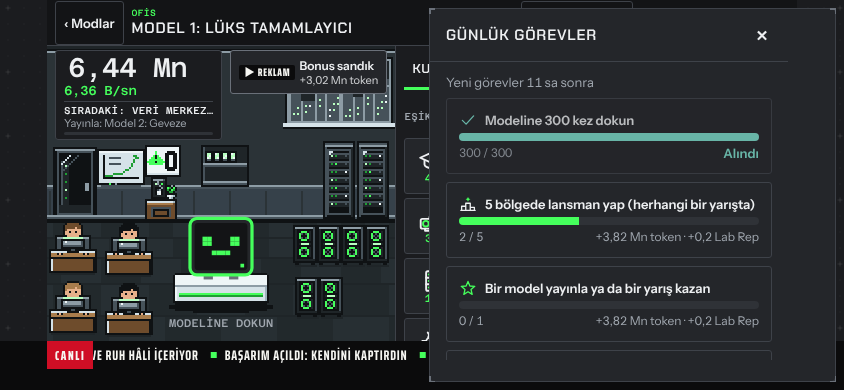 ‹ Modlar
OFİS
MODEL 1: LÜKS TAMAMLAYICI
6,44 Mn
6,36 B/sn
ŞIRADAKİ: VERİ MERKEZ…
Yayınla: Model 2: Geveze
REKLAM
Bonus sandık
+3,02 Mn token
KU
EŞİK
MODELİNE DOKUN
CANLI
VE RUH HÂLİ İÇERİYOR
BAŞARIM AÇILDI: KENDİNİ KAPTIRDIN
GÜNLÜK GÖREVLER
Yeni görevler 11 sa sonra
Modeline 300 kez dokun
300 / 300
Alındı
5 bölgede lansman yap (herhangi bir yarışta)
2 / 5
+3,82 Mn token · +0,2 Lab Rep
Bir model yayınla ya da bir yarış kazan
0 / 1
+3,82 Mn token · +0,2 Lab Rep